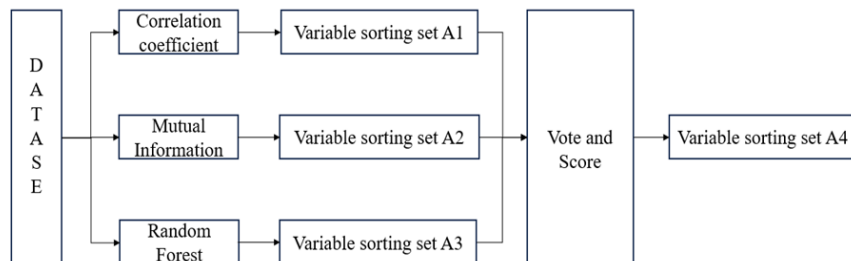 D
A
T
A
S
E
Correlation
coefficient
Variable sorting set A1
Mutual
Information
Variable sorting set A2
Random
Forest
Variable sorting set A3
Vote and
Score
Variable sorting set A4